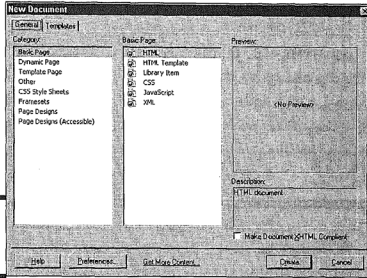 New Document
General Templates
Category: Basic Page: Preview:
Basic Page
Dynamic Page
Template Page
Other
CSS Style Sheets
Framesets
Page Designs
Page Designs (Accessible)
HTML
HTML Template
Library Item
CSS
JavaScript
XML
<No Preview>
Description:
HTML document
Make Document XHTML Compliant
Help Preferences... Get More Content... Create Cancel